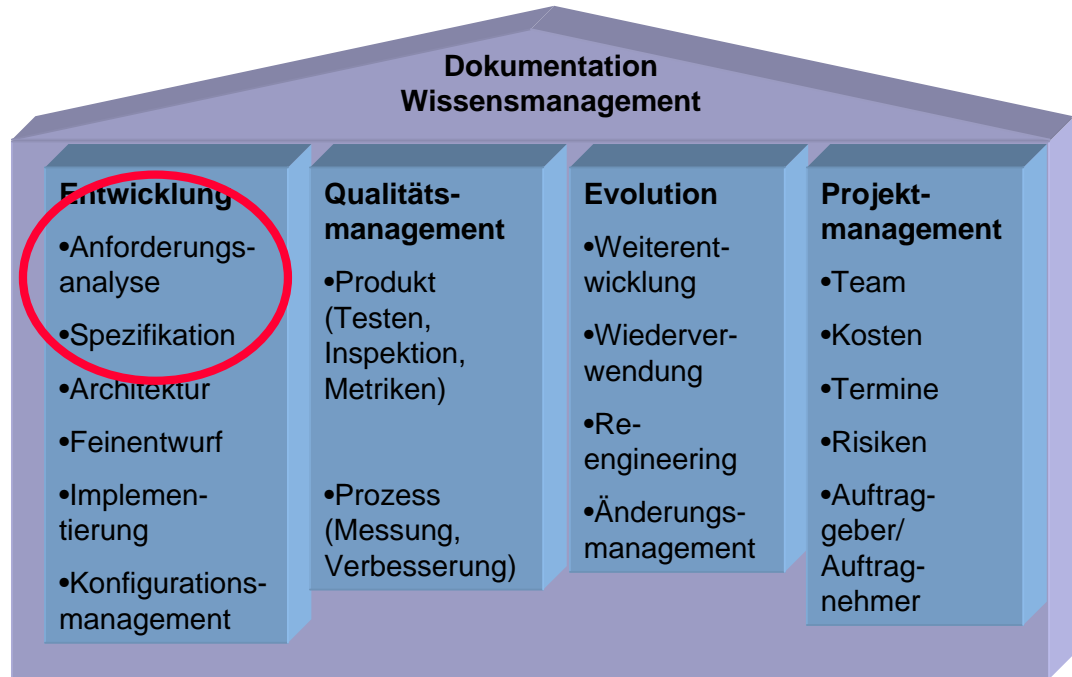 Dokumentation
Wissensmanagement
Entwicklung
•Anforderungs-
analyse
•Spezifikation
•Architektur
•Feinentwurf
•Implemen-
tierung
•Konfigurations-
management
Qualitäts-
management
•Produkt
(Testen,
Inspektion,
Metriken)
•Prozess
(Messung,
Verbesserung)
Evolution
•Weiterent-
wicklung
•Wiederver-
wendung
•Re-
engineering
•Änderungs-
management
Projekt-
management
•Team
•Kosten
•Termine
•Risiken
•Auftrag-
geber/
Auftrag-
nehmer